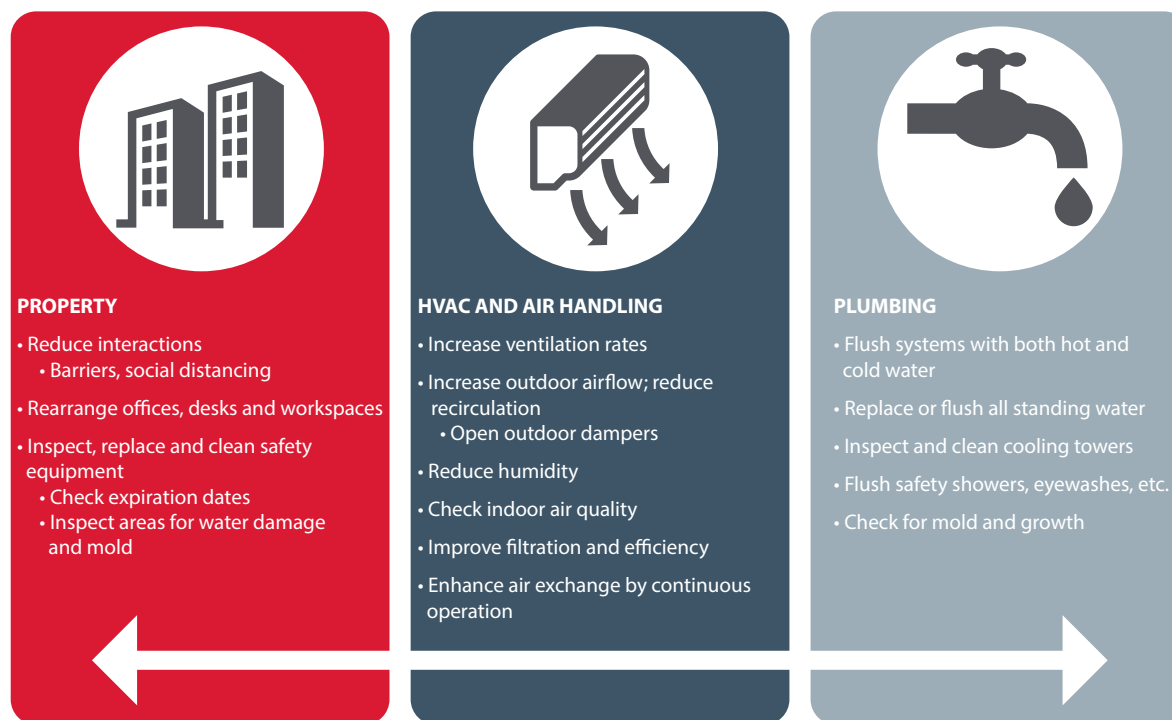 PROPERTY
• Reduce interactions
• Barriers, social distancing
• Rearrange offices, desks and workspaces
• Inspect, replace and clean safety
equipment
• Check expiration dates
• Inspect areas for water damage
and mold
HVAC AND AIR HANDLING
• Increase ventilation rates
• Increase outdoor airflow; reduce
recirculation
• Open outdoor dampers
• Reduce humidity
• Check indoor air quality
• Improve filtration and efficiency
• Enhance air exchange by continuous
operation
PLUMBING
• Flush systems with both hot and
cold water
• Replace or flush all standing water
• Inspect and clean cooling towers
• Flush safety showers, eyewashes, etc.
• Check for mold and growth